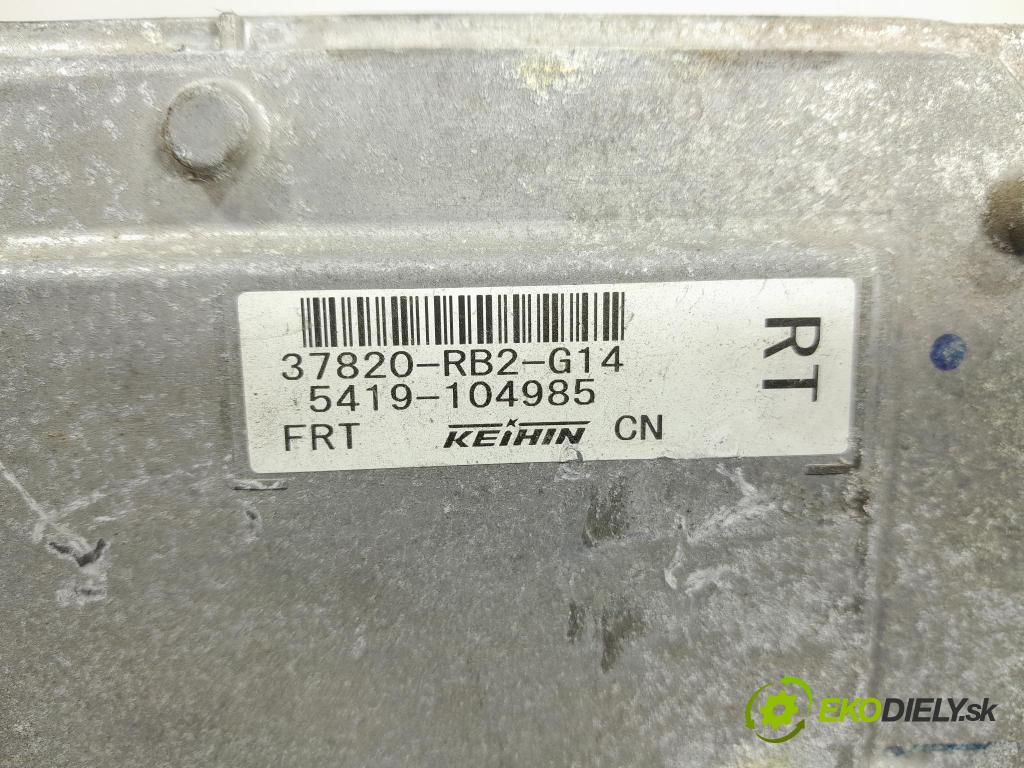 37820-RB2-G14
5419-104985
FRT KEIHIN CN
RT
EKODIELY.sk